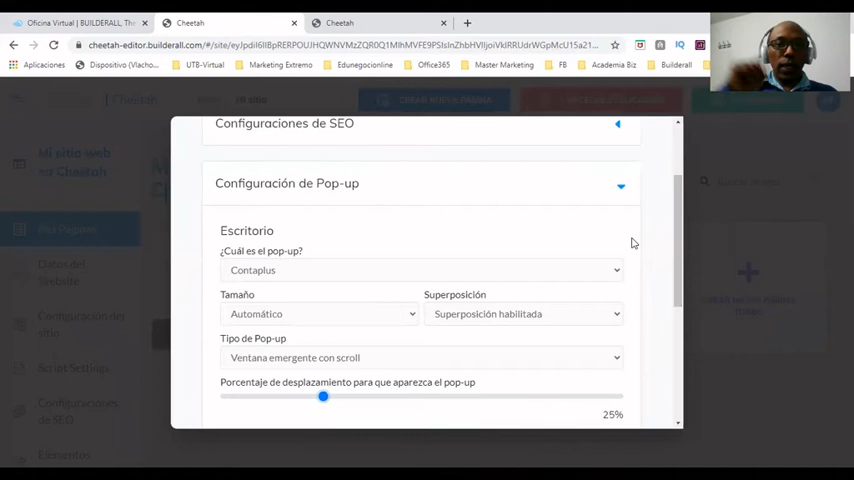 Oficina Virtual | BUILDERALL, The
Cheetah
Cheetah
cheetah-editor.builderall.com/#/site/
Aplicaciones
Dispositivo (Vlacho...
UTB-Virtual
Marketing Extremo
Edunegocionline
Office365
Master Marketing
FB
Academia Biz
Builderall
Cheetah
Mi sitio
CREAR NUEVA PÁGINA
Mi sitio web
en Cheetah
Mis Páginas
Datos del
Website
Configuración del
sitio
Script Settings
Configuraciones
de SEO
Elementos
Configuraciones de SEO
Configuración de Pop-up
Escritorio
¿Cuál es el pop-up?
Contaplus
Tamaño
Superposición
Automático
Superposición habilitada
Tipo de Pop-up
Ventana emergente con scroll
Porcentaje de desplazamiento para que aparezca el pop-up
25%